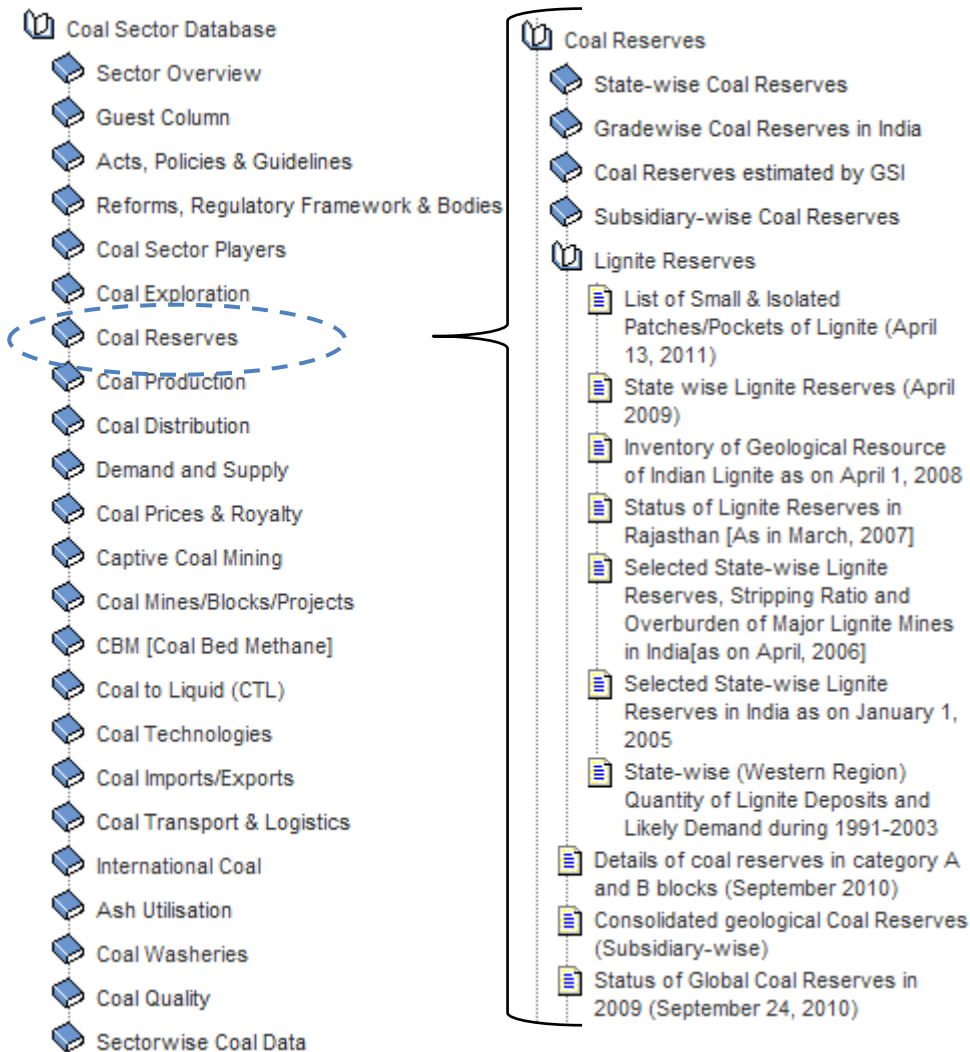 Coal Sector Database
Sector Overview
Guest Column
Acts, Policies & Guidelines
Reforms, Regulatory Framework & Bodies
Coal Sector Players
Coal Exploration
Coal Reserves
Coal Production
Coal Distribution
Demand and Supply
Coal Prices & Royalty
Captive Coal Mining
Coal Mines/Blocks/Projects
CBM [Coal Bed Methane]
Coal to Liquid (CTL)
Coal Technologies
Coal Imports/Exports
Coal Transport & Logistics
International Coal
Ash Utilisation
Coal Washeries
Coal Quality
Sectorwise Coal Data
Coal Reserves
State-wise Coal Reserves
Gradewise Coal Reserves in India
Coal Reserves estimated by GSI
Subsidiary-wise Coal Reserves
Lignite Reserves
List of Small & Isolated
Patches/Pockets of Lignite (April
13, 2011)
State wise Lignite Reserves (April
2009)
Inventory of Geological Resource
of Indian Lignite as on April 1, 2008
Status of Lignite Reserves in
Rajasthan [As in March, 2007]
Selected State-wise Lignite
Reserves, Stripping Ratio and
Overburden of Major Lignite Mines
in India[as on April, 2006]
Selected State-wise Lignite
Reserves in India as on January 1,
2005
State-wise (Western Region)
Quantity of Lignite Deposits and
Likely Demand during 1991-2003
Details of coal reserves in category A
and B blocks (September 2010)
Consolidated geological Coal Reserves
(Subsidiary-wise)
Status of Global Coal Reserves in
2009 (September 24, 2010)